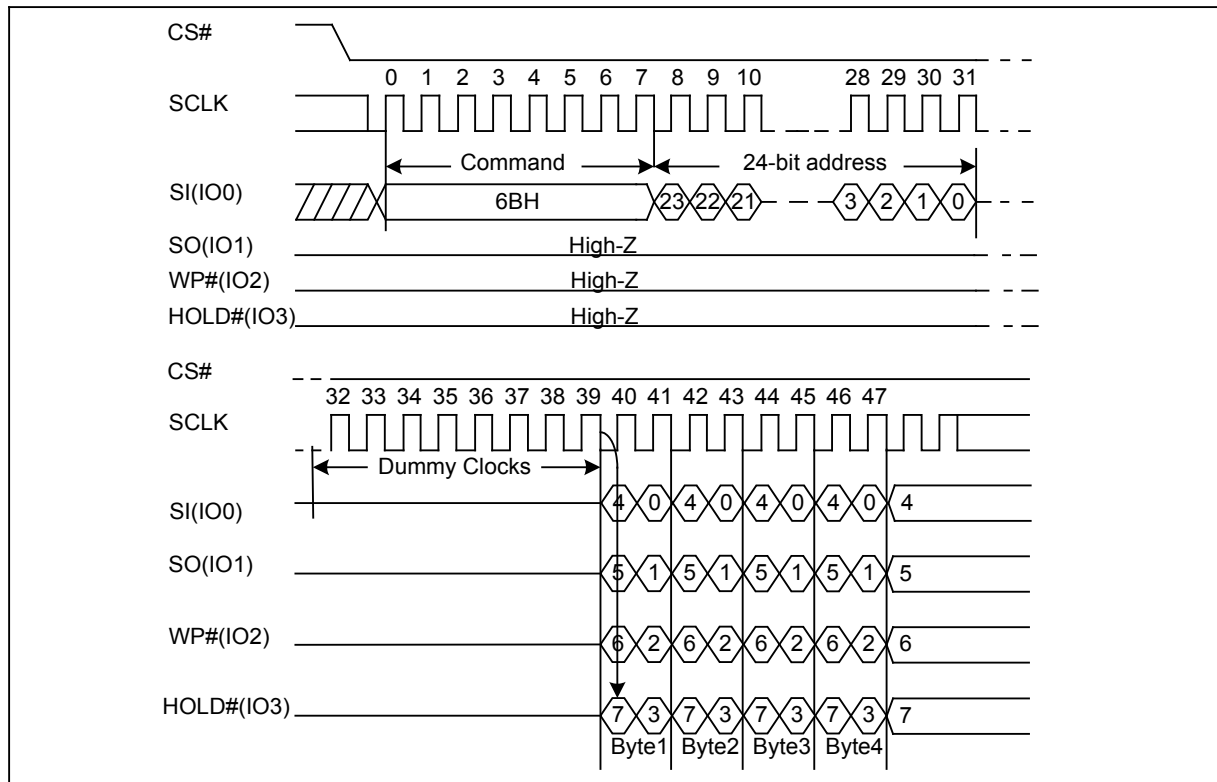 CS#
0 1 2 3 4 5 6 7 8 9 10 28 29 30 31
SCLK
Command 24-bit address
SI(IO0) 6BH 23 22 21 3 2 1 0
SO(IO1) High-Z
WP#(IO2) High-Z
HOLD#(IO3) High-Z
CS#
32 33 34 35 36 37 38 39 40 41 42 43 44 45 46 47
SCLK
Dummy Clocks
SI(IO0) 4 0 4 0 4 0 4 0 4
SO(IO1) 5 1 5 1 5 1 5 1 5
WP#(IO2) 6 2 6 2 6 2 6 2 6
HOLD#(IO3) 7 3 7 3 7 3 7 3 7
Byte1 Byte2 Byte3 Byte4